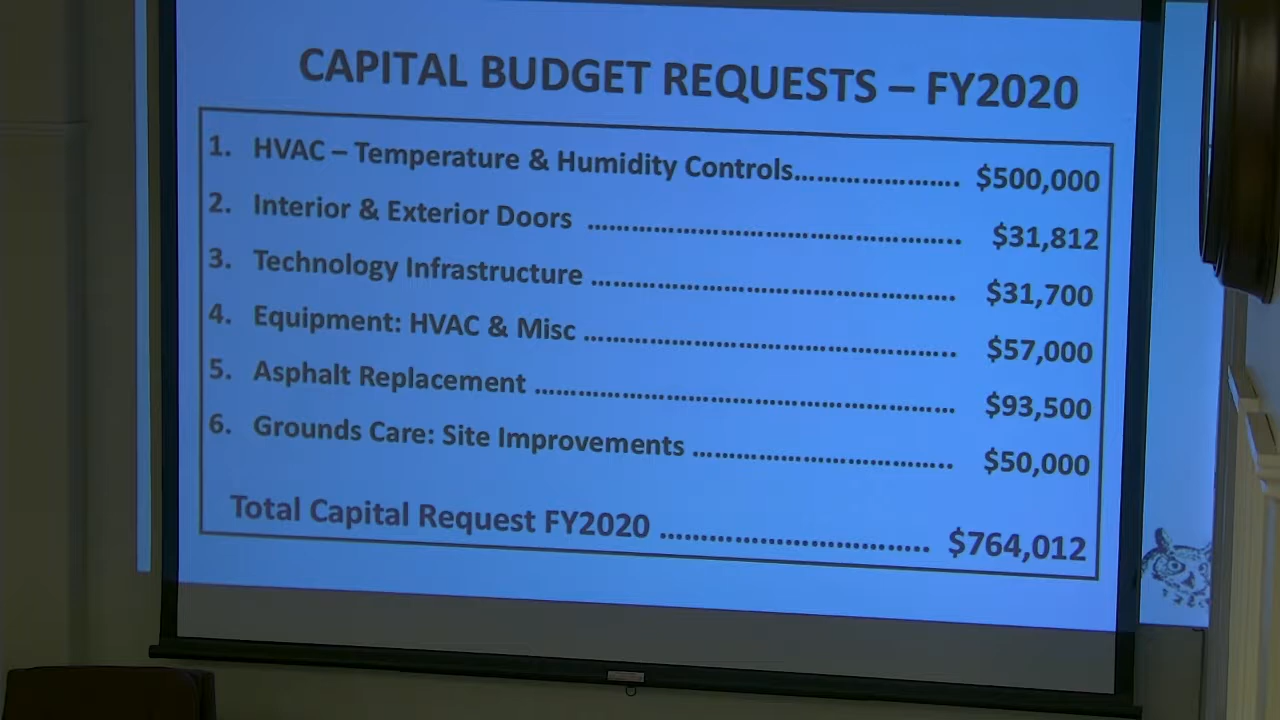 CAPITAL BUDGET REQUESTS – FY2020
1. HVAC – Temperature & Humidity Controls...................... $500,000
2. Interior & Exterior Doors .................................................. $31,812
3. Technology Infrastructure ................................................ $31,700
4. Equipment: HVAC & Misc ................................................. $57,000
5. Asphalt Replacement ....................................................... $93,500
6. Grounds Care: Site Improvements .................................. $50,000
Total Capital Request FY2020 ................................. $764,012